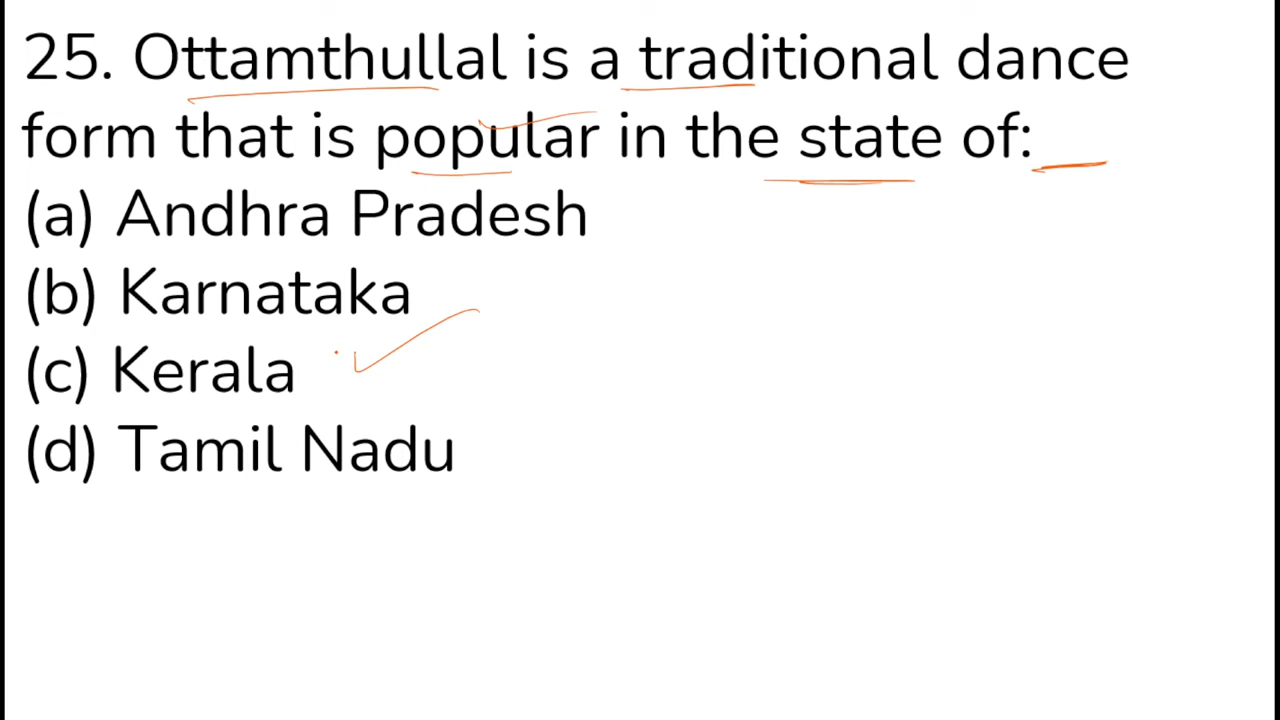 25. Ottamthullal is a traditional dance
form that is popular in the state of:
(a) Andhra Pradesh
(b) Karnataka
(c) Kerala
(d) Tamil Nadu